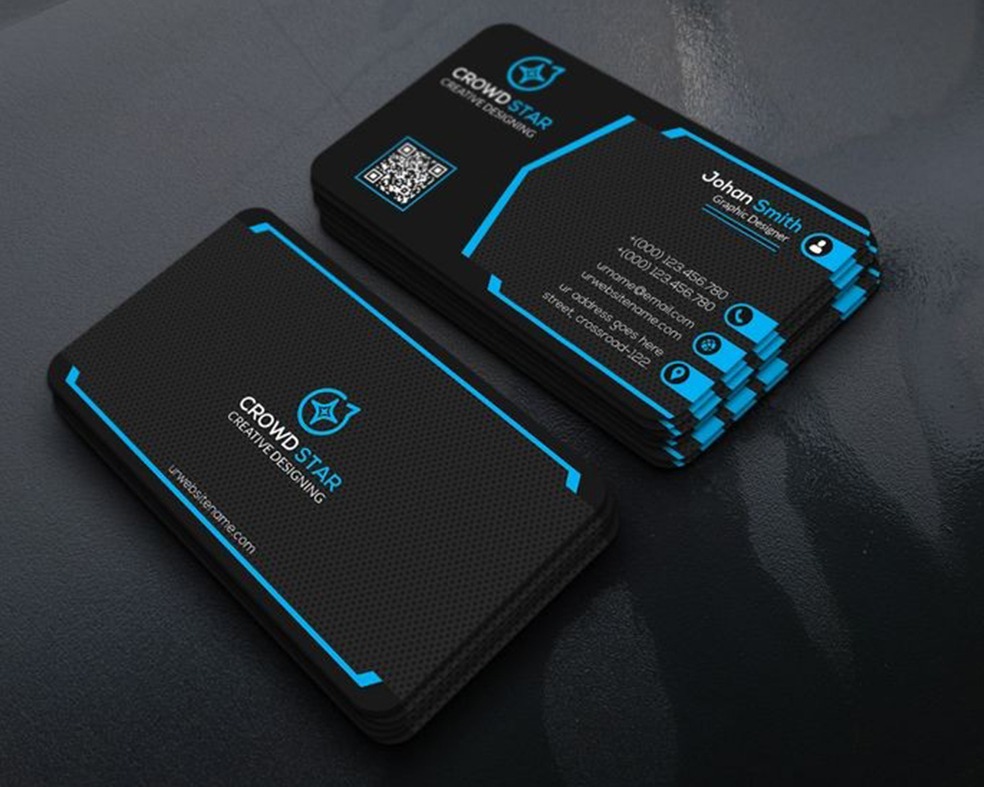 CROWD STAR
CREATIVE DESIGNING
Johan Smith
Graphic Designer
+(000) 123.456.780
+(000) 123.456.780
urname@email.com
urwebsitename.com
ur address goes here
street, crossroad-122
CROWD STAR
CREATIVE DESIGNING
urwebsitename.com